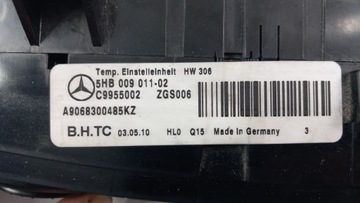 Temp. Einstelleinheit HW 306
5HB 009 011-02
C9955002 ZGS006
A9068300485KZ
B.H.TC 03.05.10 HL0 Q15 Made in Germany 3